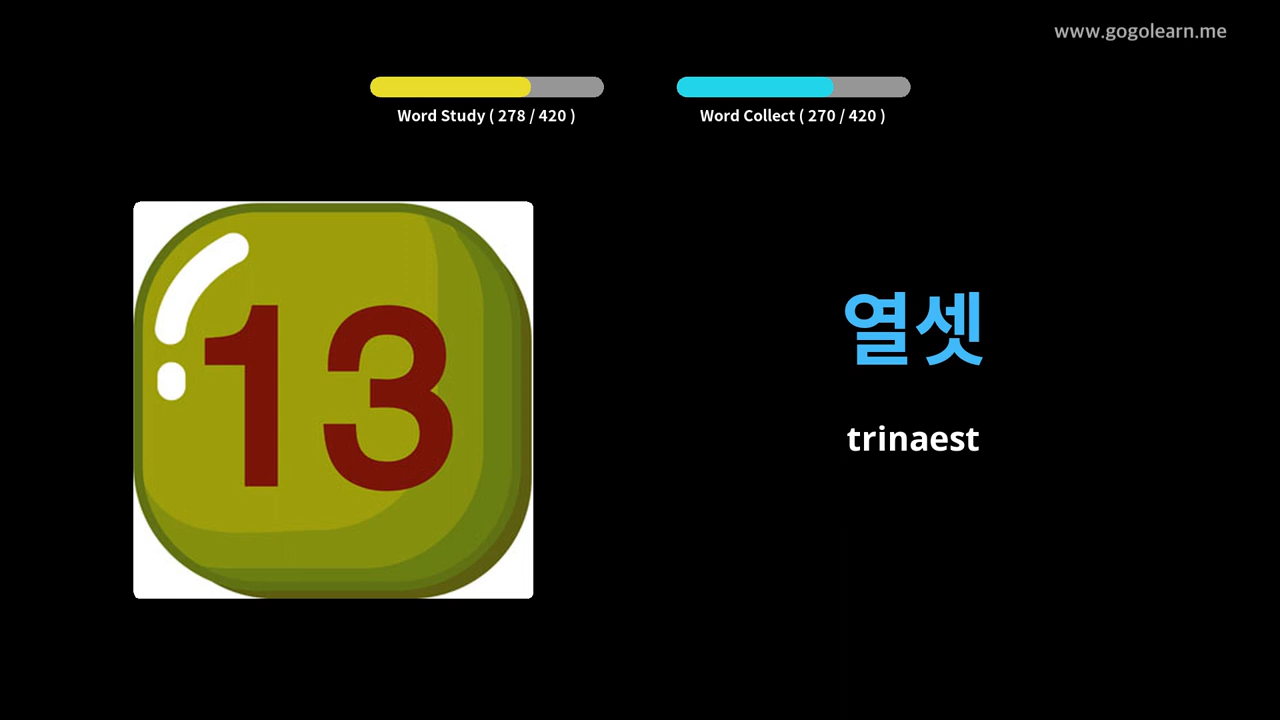 www.gogolearn.me
Word Study ( 278 / 420 )
Word Collect ( 270 / 420 )
13
열셋
trinaest